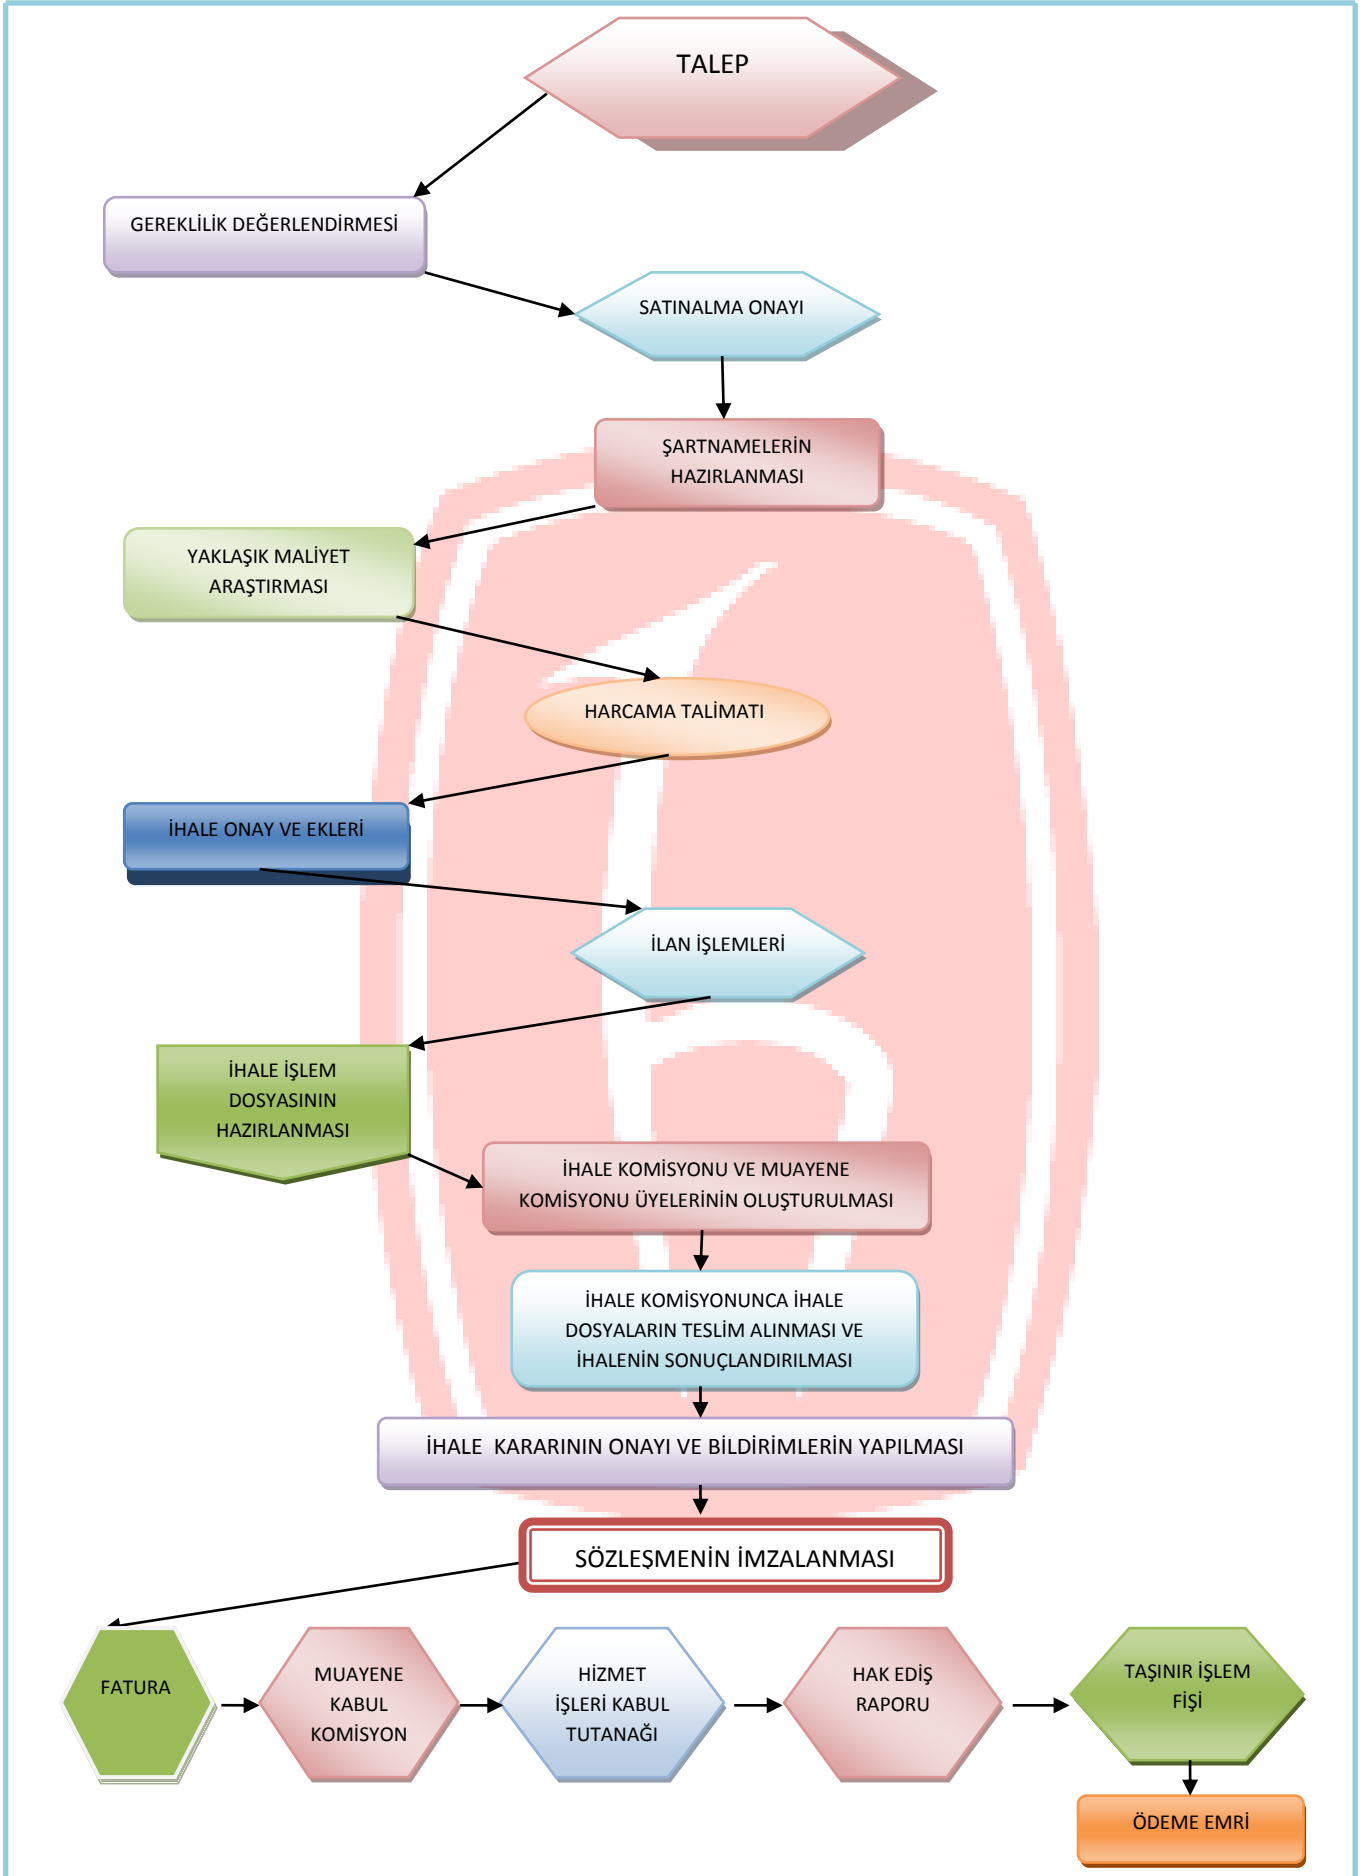 TALEP
GEREKLİLİK DEĞERLENDİRMESİ
SATINALMA ONAYI
ŞARTNAMELERİN
HAZIRLANMASI
YAKLAŞIK MALİYET
ARAŞTIRMASI
HARCAMA TALİMATI
İHALE ONAY VE EKLERİ
İLAN İŞLEMLERİ
İHALE İŞLEM
DOSYASININ
HAZIRLANMASI
İHALE KOMİSYONU VE MUAYENE
KOMİSYONU ÜYELERİNİN OLUŞTURULMASI
İHALE KOMİSYONUNCA İHALE
DOSYALARIN TESLİM ALINMASI VE
İHALENİN SONUÇLANDIRILMASI
İHALE KARARININ ONAYI VE BİLDİRİMLERİN YAPILMASI
SÖZLEŞMENİN İMZALANMASI
FATURA
MUAYENE
KABUL
KOMİSYON
HİZMET
İŞLERİ KABUL
TUTANAĞI
HAK EDİŞ
RAPORU
TAŞINIR İŞLEM
FİŞİ
ÖDEME EMRİ